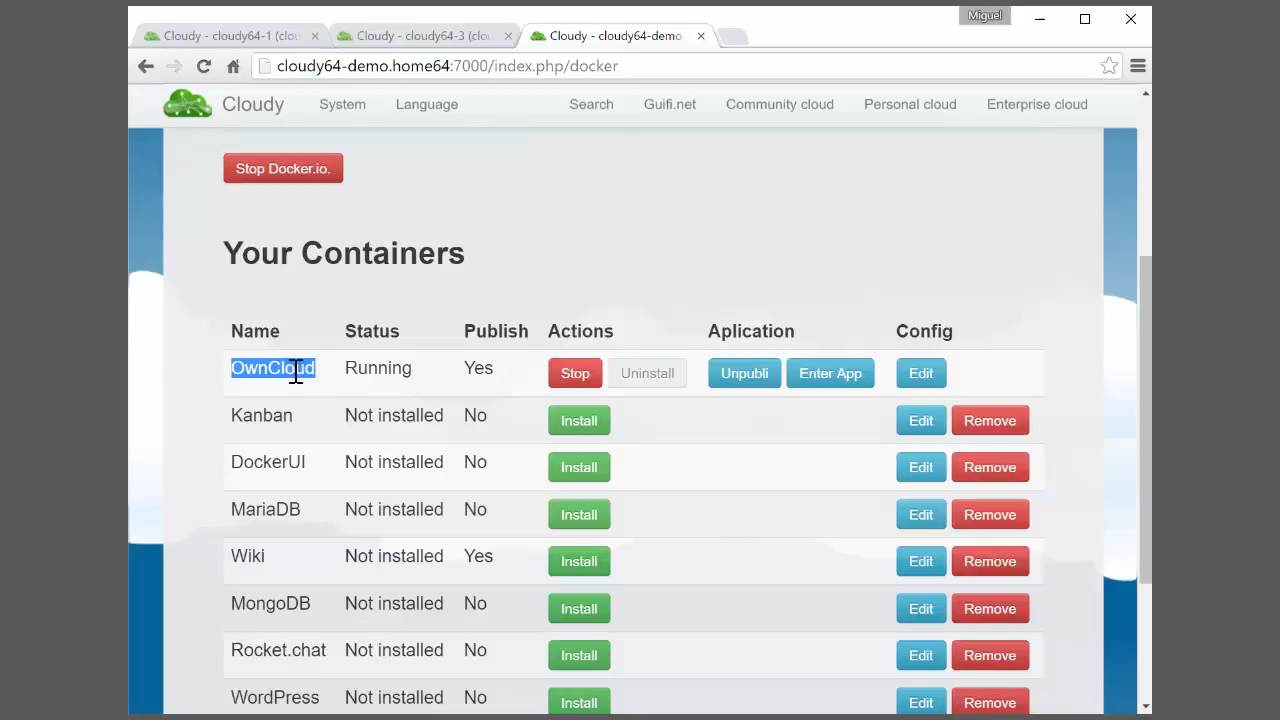 Miguel
Cloudy - cloudy64-1 (clou
Cloudy - cloudy64-3 (clou
Cloudy - cloudy64-demo
cloudy64-demo.home64:7000/index.php/docker
Cloudy System Language Search Guifi.net Community cloud Personal cloud Enterprise cloud
Stop Docker.io.
Your Containers
Name Status Publish Actions Aplication Config
OwnCloud Running Yes Stop Uninstall Unpubli Enter App Edit
Kanban Not installed No Install Edit Remove
DockerUI Not installed No Install Edit Remove
MariaDB Not installed No Install Edit Remove
Wiki Not installed Yes Install Edit Remove
MongoDB Not installed No Install Edit Remove
Rocket.chat Not installed No Install Edit Remove
WordPress Not installed No Install Edit Remove